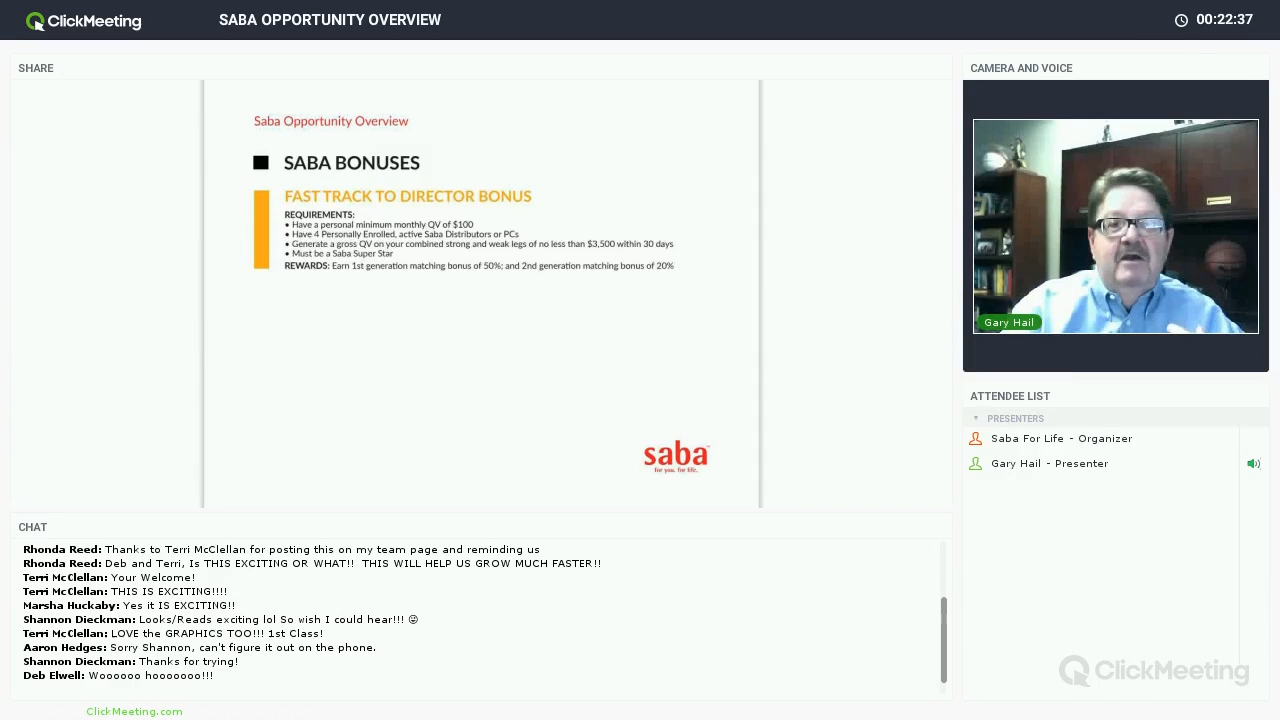 ClickMeeting
SABA OPPORTUNITY OVERVIEW
00:22:37
SHARE
Saba Opportunity Overview
SABA BONUSES
FAST TRACK TO DIRECTOR BONUS
REQUIREMENTS:
• Have a personal minimum monthly QV of $100
• Have 4 Personally Enrolled, active Saba Distributors or PCs
• Generate a gross QV on your combined strong and weak legs of no less than $3,500 within 30 days
• Must be a Saba Super Star
REWARDS: Earn 1st generation matching bonus of 50%; and 2nd generation matching bonus of 20%
saba
for you. for life.
CAMERA AND VOICE
Gary Hail
ATTENDEE LIST
PRESENTERS
Saba For Life - Organizer
Gary Hail - Presenter
CHAT
Rhonda Reed: Thanks to Terri McClellan for posting this on my team page and reminding us
Rhonda Reed: Deb and Terri, Is THIS EXCITING OR WHAT!! THIS WILL HELP US GROW MUCH FASTER!!
Terri McClellan: Your Welcome!
Terri McClellan: THIS IS EXCITING!!!!
Marsha Huckaby: Yes it IS EXCITING!!
Shannon Dieckman: Looks/Reads exciting lol So wish I could hear!!! 😜
Terri McClellan: LOVE the GRAPHICS TOO!!! 1st Class!
Aaron Hedges: Sorry Shannon, can't figure it out on the phone.
Shannon Dieckman: Thanks for trying!
Deb Elwell: Woooooo hooooooo!!!
ClickMeeting
ClickMeeting.com